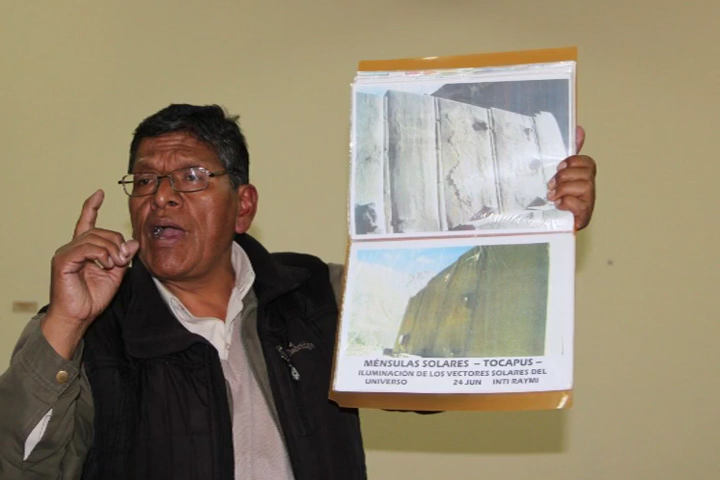 MÉNSULAS SOLARES – TOCAPUS –
ILUMINACIÓN DE LOS VECTORES SOLARES DEL
UNIVERSO 24 JUN INTI RAYMI